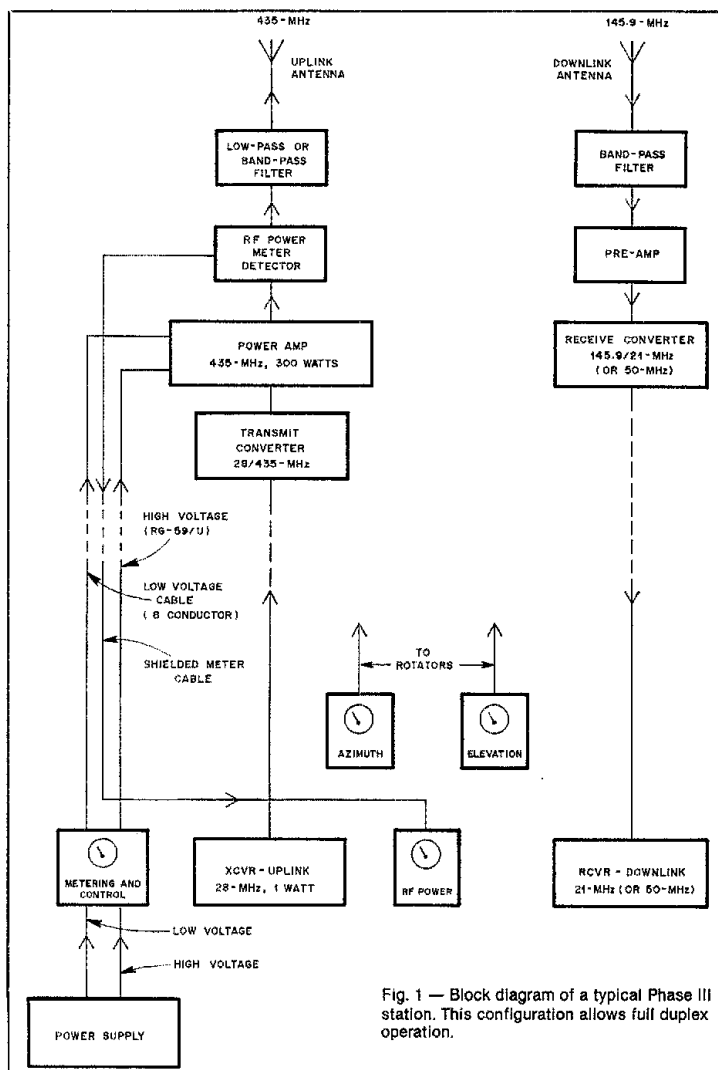 435-MHz
UPLINK
ANTENNA
145.9-MHz
DOWNLINK
ANTENNA
LOW-PASS OR
BAND-PASS
FILTER
BAND-PASS
FILTER
RF POWER
METER
DETECTOR
PRE-AMP
POWER AMP
435-MHz, 300 WATTS
RECEIVE CONVERTER
145.9/21-MHz
(OR 50-MHz)
TRANSMIT
CONVERTER
28/435-MHz
HIGH VOLTAGE
(RG-59/U)
LOW VOLTAGE
CABLE
(8 CONDUCTOR)
SHIELDED METER
CABLE
TO
ROTATORS
AZIMUTH
ELEVATION
METERING AND
CONTROL
XCVR-UPLINK
28-MHz, 1 WATT
RF POWER
RCVR-DOWNLINK
21-MHz (OR 50-MHz)
LOW VOLTAGE
HIGH VOLTAGE
POWER SUPPLY
Fig. 1 — Block diagram of a typical Phase III
station. This configuration allows full duplex
operation.